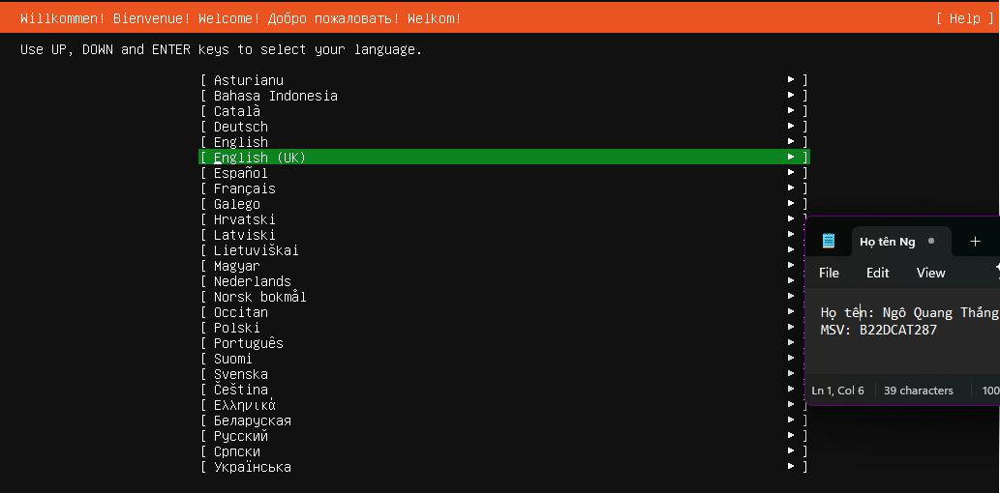 Willkommen! Bienvenue! Welcome! Добро пожаловать! Welkom! [ Help ]
Use UP, DOWN and ENTER keys to select your language.
[ Asturianu ▸ ]
[ Bahasa Indonesia ▸ ]
[ Català ▸ ]
[ Deutsch ▸ ]
[ English ▸ ]
[ English (UK) ▸ ]
[ Español ▸ ]
[ Français ▸ ]
[ Galego ▸ ]
[ Hrvatski ▸ ]
[ Latviski ▸ ]
[ Lietuviškai ▸ ]
[ Magyar ▸ ]
[ Nederlands ▸ ]
[ Norsk bokmål ▸ ]
[ Occitan ▸ ]
[ Polski ▸ ]
[ Português ▸ ]
[ Suomi ▸ ]
[ Svenska ▸ ]
[ Čeština ▸ ]
[ Ελληνικά ▸ ]
[ Беларуская ▸ ]
[ Русский ▸ ]
[ Српски ▸ ]
[ Українська ▸ ]
Họ tên Ng
File Edit View
Họ tên: Ngô Quang Thắng
MSV: B22DCAT287
Ln 1, Col 6 39 characters 100